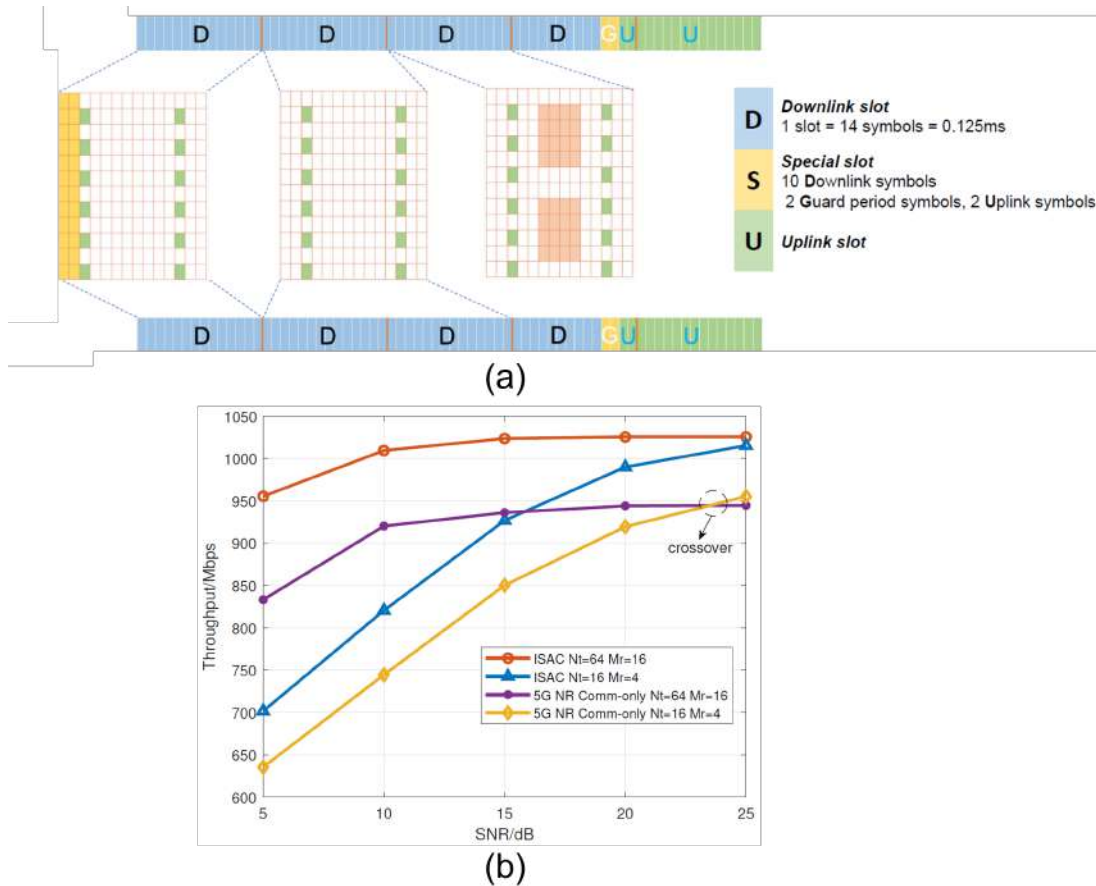 D D D D G U U
D
Downlink slot
1 slot = 14 symbols = 0.125ms
S
Special slot
10 Downlink symbols
2 Guard period symbols, 2 Uplink symbols
U
Uplink slot
D D D D G U U
(a)
1050
1000
950
900
850
800
750
700
650
600
Throughput/Mbps
crossover
ISAC Nt=64 Mr=16
ISAC Nt=16 Mr=4
5G NR Comm-only Nt=64 Mr=16
5G NR Comm-only Nt=16 Mr=4
5 10 15 20 25
SNR/dB
(b)